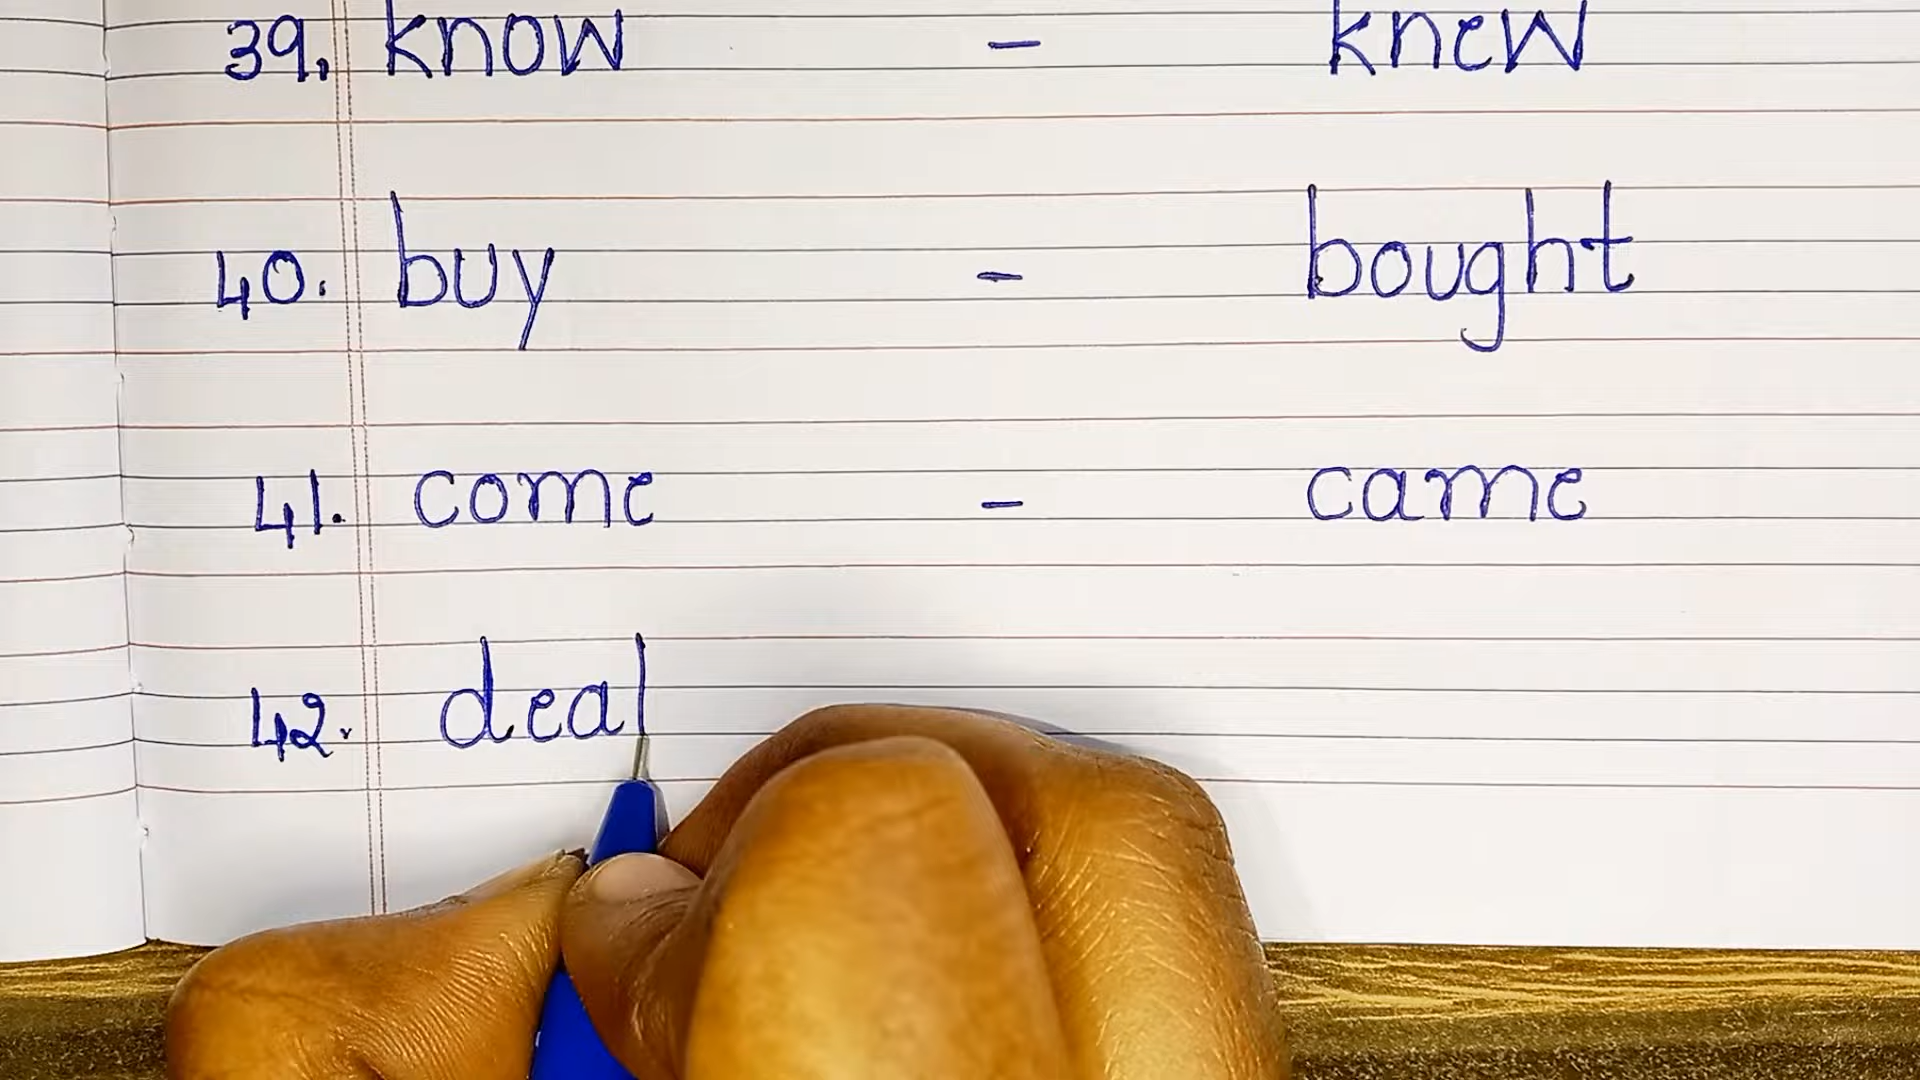 39. know - knew
40. buy - bought
41. come - came
42. deal